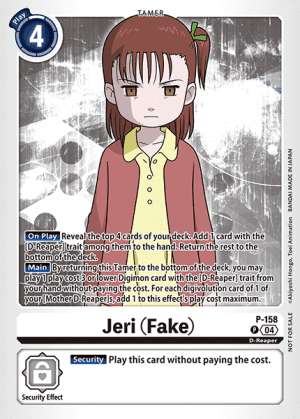 TAMER
Play
4
[On Play] Reveal the top 4 cards of your deck. Add 1 card with the
[D-Reaper] trait among them to the hand. Return the rest to the
bottom of the deck.
[Main] By returning this Tamer to the bottom of the deck, you may
play 1 play cost 3 or lower Digimon card with the [D-Reaper] trait from
your hand without paying the cost. For each digivolution card of 1 of
your [Mother D-Reaper]s, add 1 to this effect's play cost maximum.
Jeri (Fake)
P-158
P 04
D-Reaper
Security Effect
[Security] Play this card without paying the cost.
©Akiyoshi Hongo, Toei Animation BANDAI MADE IN JAPAN
NOT FOR SALE